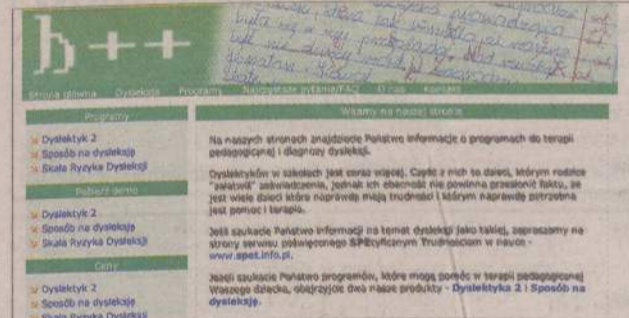 h++
Strona główna Dysleksja Programy Najczęstsze pytania/FAQ O nas Kontakt
Programy
Dyslektyk 2
Sposób na dysleksję
Skala Ryzyka Dysleksji
Pobierz demo
Dyslektyk 2
Sposób na dysleksję
Skala Ryzyka Dysleksji
Ceny
Dyslektyk 2
Sposób na dysleksję
Skala Ryzyka Dysleksji
Witamy na naszej stronie
Na naszych stronach znajdziecie Państwo informacje o programach do terapii
pedagogicznej i diagnozy dysleksji.
Dyslektyków w szkołach jest coraz więcej. Część z nich to dzieci, którym rodzice
"załatwili" zaświadczenia, jednak ich obecność nie powinna przesłonić faktu, że
jest wiele dzieci które naprawdę mają trudności i którym naprawdę potrzebna
jest pomoc i terapia.
Jeśli szukacie Państwo informacji na temat dysleksji jako takiej, zapraszamy na
strony serwisu poświęconego SPEcyficznym Trudnościom w nauce -
www.spet.info.pl.
Jeżeli szukacie Państwo programów, które mogą pomóc w terapii pedagogicznej
Waszego dziecka, obejrzyjcie dwa nasze produkty - Dyslektyka 2 i Sposób na
dysleksję.